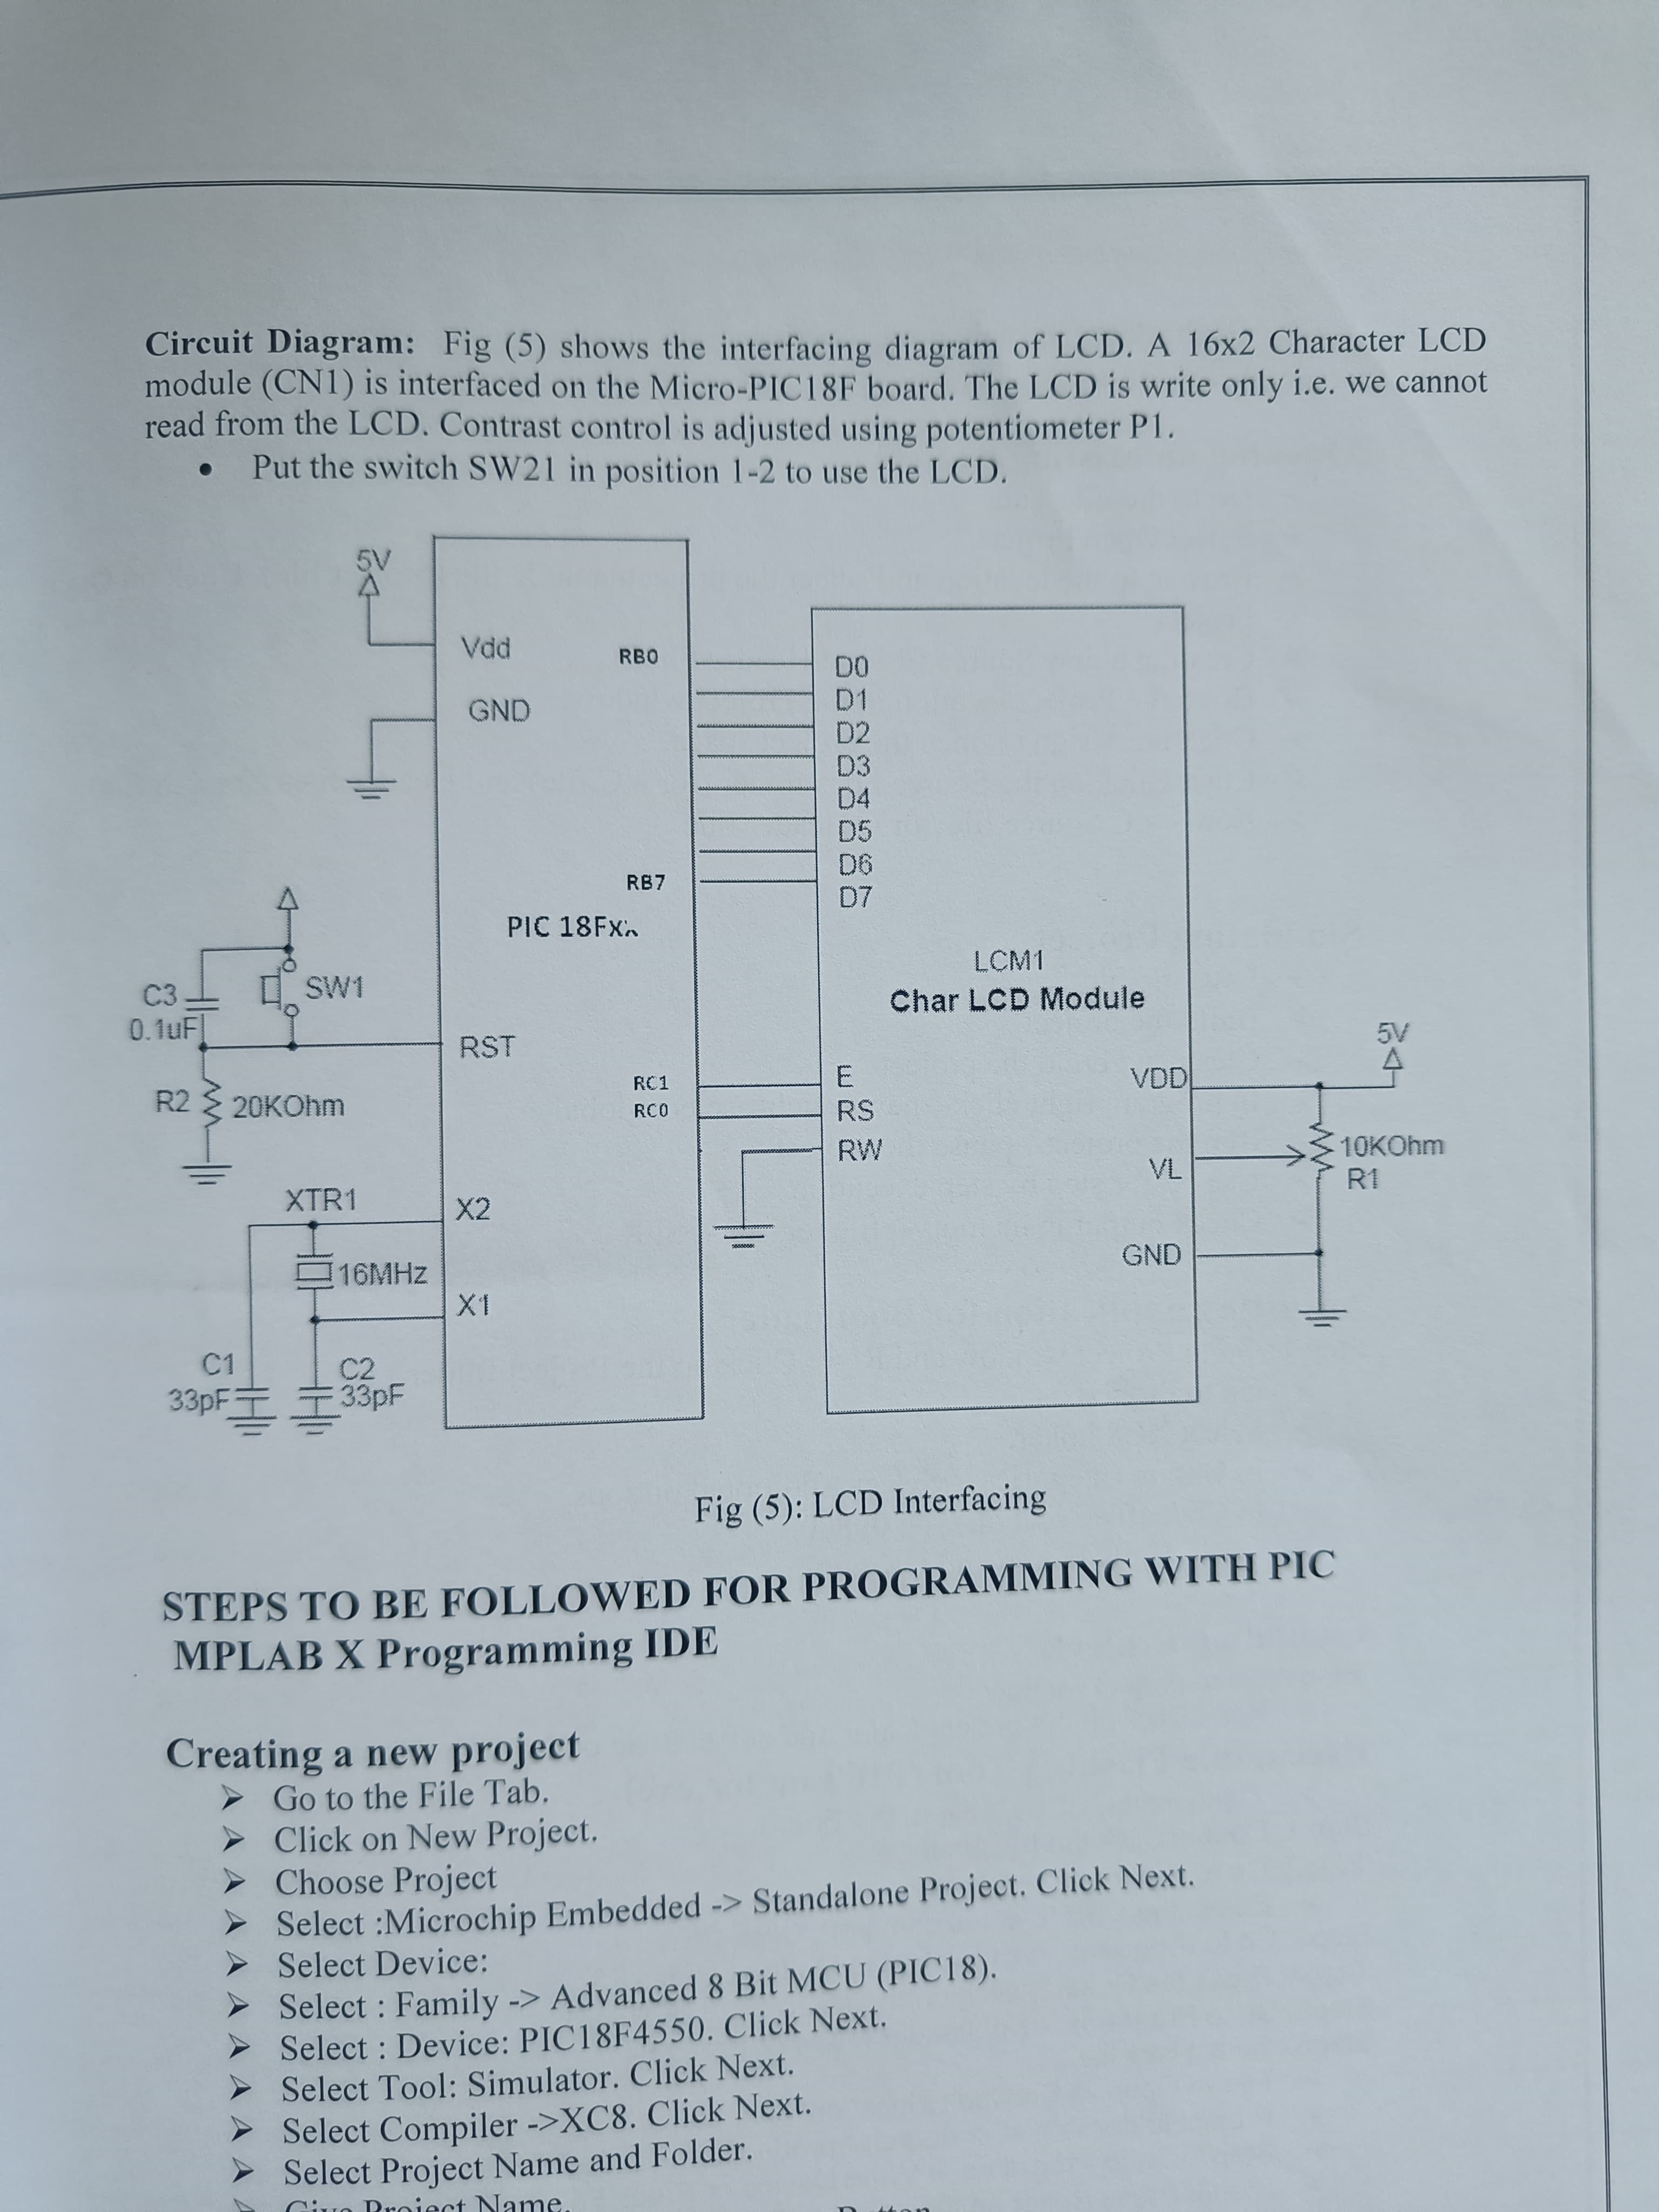 Circuit Diagram: Fig (5) shows the interfacing diagram of LCD. A 16x2 Character LCD
module (CN1) is interfaced on the Micro-PIC18F board. The LCD is write only i.e. we cannot
read from the LCD. Contrast control is adjusted using potentiometer P1.
• Put the switch SW21 in position 1-2 to use the LCD.
5V
Vdd
RB0
GND
D0
D1
D2
D3
D4
D5
D6
D7
RB7
PIC 18Fxx
LCM1
Char LCD Module
C3
0.1uF
SW1
RST
R2
20KOhm
RC1
RC0
E
RS
RW
VDD
5V
VL
10KOhm
R1
GND
XTR1
X2
16MHz
X1
C1
33pF
C2
33pF
Fig (5): LCD Interfacing
STEPS TO BE FOLLOWED FOR PROGRAMMING WITH PIC
MPLAB X Programming IDE
Creating a new project
➢ Go to the File Tab.
➢ Click on New Project.
➢ Choose Project
➢ Select :Microchip Embedded -> Standalone Project. Click Next.
➢ Select Device:
➢ Select : Family -> Advanced 8 Bit MCU (PIC18).
➢ Select : Device: PIC18F4550. Click Next.
➢ Select Tool: Simulator. Click Next.
➢ Select Compiler ->XC8. Click Next.
➢ Select Project Name and Folder.
➢ Give Project Name.